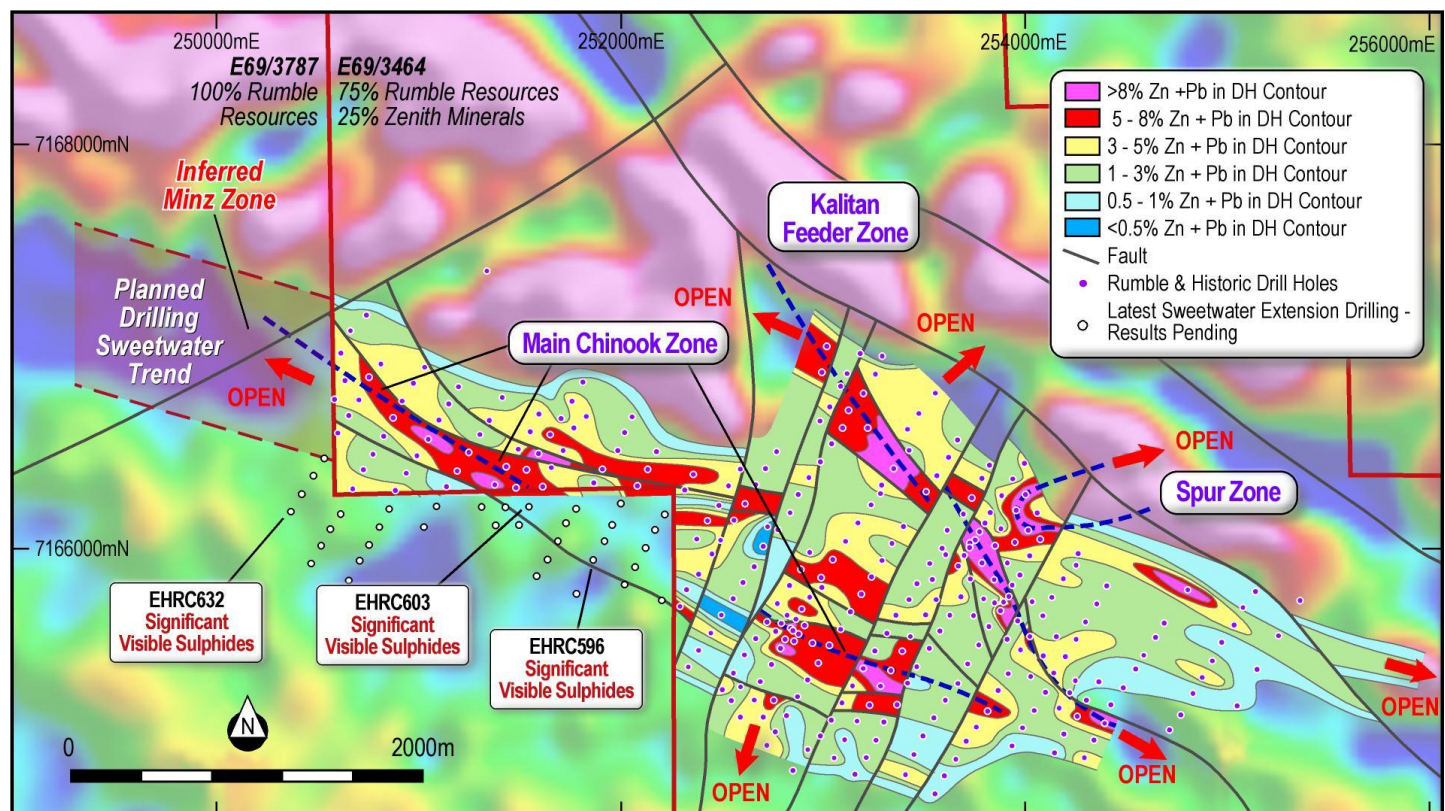 250000mE
252000mE
254000mE
256000mE
E69/3787
100% Rumble
Resources
E69/3464
75% Rumble Resources
25% Zenith Minerals
7168000mN
Inferred
Minz Zone
Kalitan
Feeder Zone
>8% Zn +Pb in DH Contour
5 - 8% Zn + Pb in DH Contour
3 - 5% Zn + Pb in DH Contour
1 - 3% Zn + Pb in DH Contour
0.5 - 1% Zn + Pb in DH Contour
<0.5% Zn + Pb in DH Contour
Fault
Rumble & Historic Drill Holes
Latest Sweetwater Extension Drilling -
Results Pending
Planned
Drilling
Sweetwater
Trend
OPEN
Main Chinook Zone
OPEN
OPEN
OPEN
Spur Zone
7166000mN
EHRC632
Significant
Visible Sulphides
EHRC603
Significant
Visible Sulphides
EHRC596
Significant
Visible Sulphides
N
0
2000m
OPEN
OPEN
OPEN